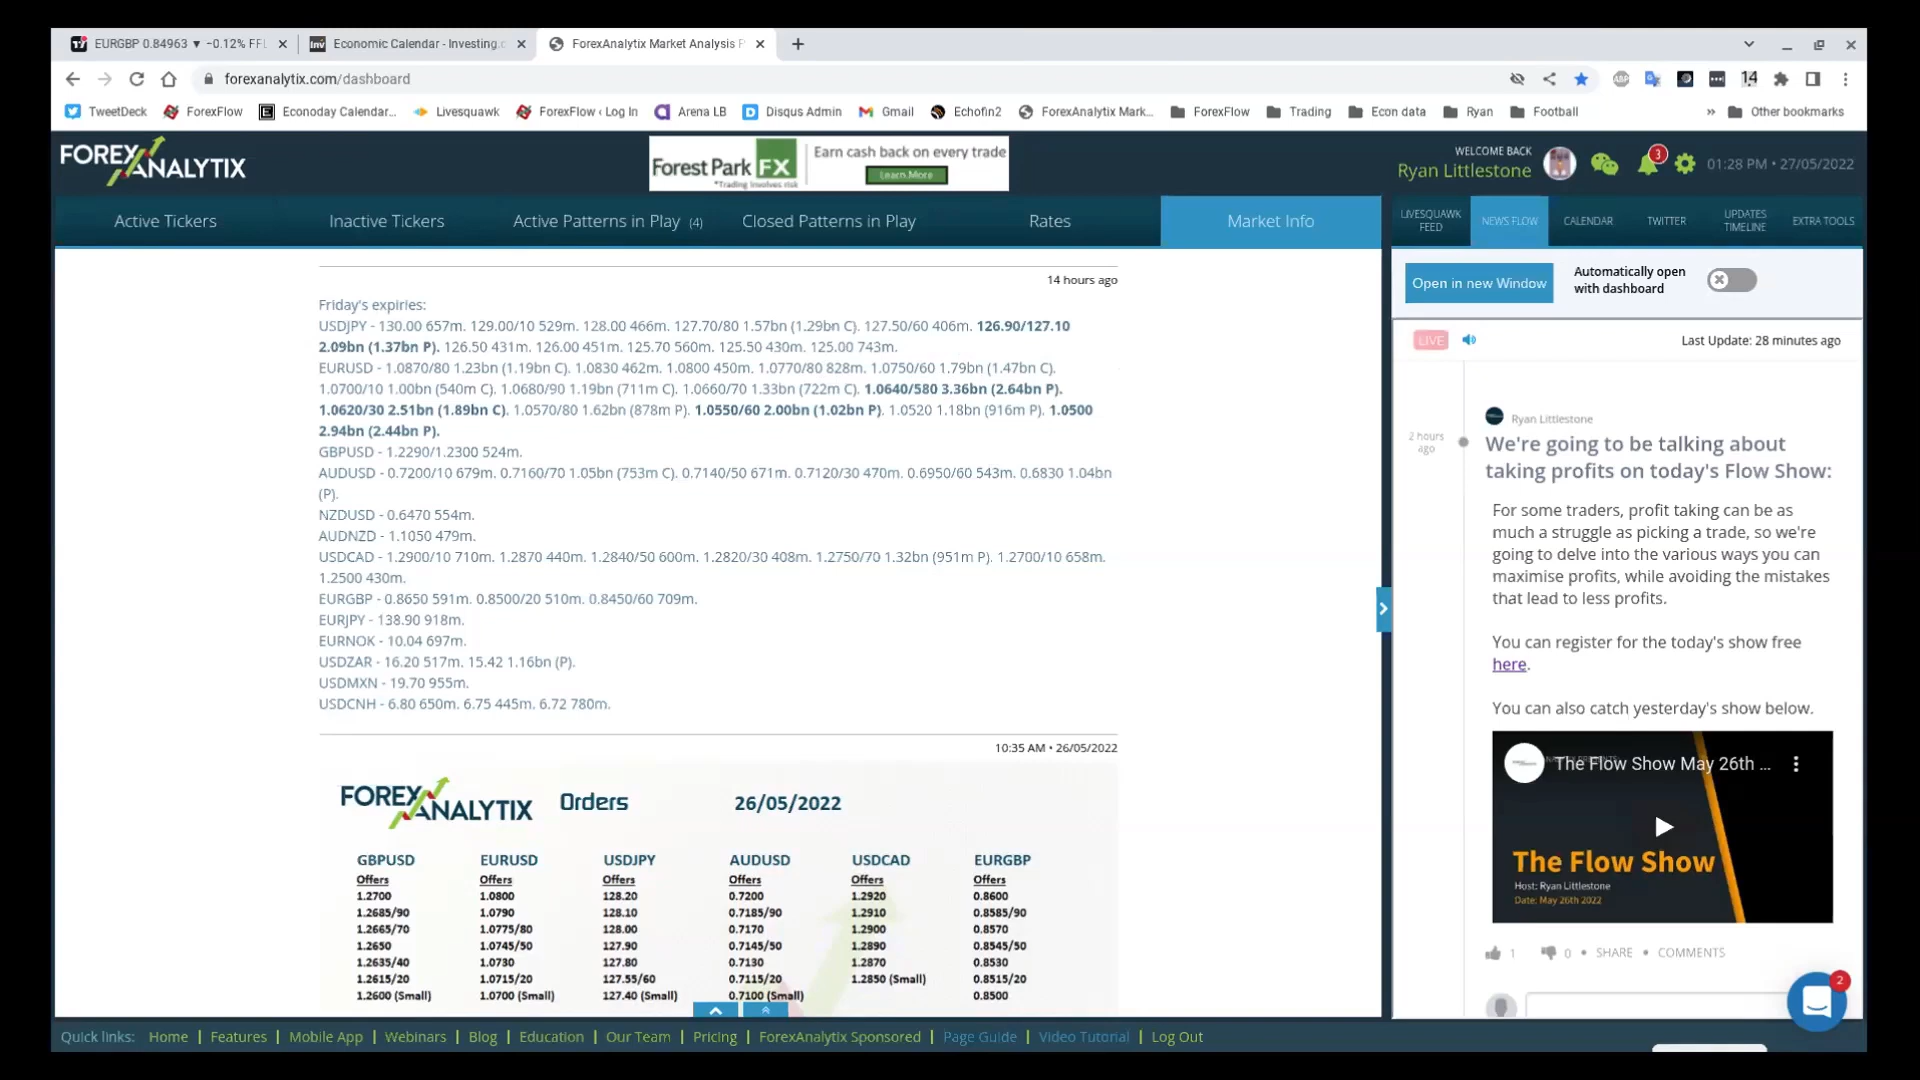 EURGBP 0.84963 ▼ −0.12% FFL
Economic Calendar - Investing.c
ForexAnalytix Market Analysis P
forexanalytix.com/dashboard
14
TweetDeck
ForexFlow
Econoday Calendar...
Livesquawk
ForexFlow ‹ Log In
Arena LB
Disqus Admin
Gmail
Echofin2
ForexAnalytix Mark...
ForexFlow
Trading
Econ data
Ryan
Football
»
Other bookmarks
FOREX ANALYTIX
Forest Park FX
*Trading involves risk
Earn cash back on every trade
Learn More
WELCOME BACK
Ryan Littlestone
3
01:28 PM • 27/05/2022
Active Tickers
Inactive Tickers
Active Patterns in Play (4)
Closed Patterns in Play
Rates
Market Info
LIVESQUAWK FEED
NEWS FLOW
CALENDAR
TWITTER
UPDATES TIMELINE
EXTRA TOOLS
14 hours ago
Friday's expiries:
USDJPY - 130.00 657m. 129.00/10 529m. 128.00 466m. 127.70/80 1.57bn (1.29bn C). 127.50/60 406m. 126.90/127.10
2.09bn (1.37bn P). 126.50 431m. 126.00 451m. 125.70 560m. 125.50 430m. 125.00 743m.
EURUSD - 1.0870/80 1.23bn (1.19bn C). 1.0830 462m. 1.0800 450m. 1.0770/80 828m. 1.0750/60 1.79bn (1.47bn C).
1.0700/10 1.00bn (540m C). 1.0680/90 1.19bn (711m C). 1.0660/70 1.33bn (722m C). 1.0640/580 3.36bn (2.64bn P).
1.0620/30 2.51bn (1.89bn C). 1.0570/80 1.62bn (878m P). 1.0550/60 2.00bn (1.02bn P). 1.0520 1.18bn (916m P). 1.0500
2.94bn (2.44bn P).
GBPUSD - 1.2290/1.2300 524m.
AUDUSD - 0.7200/10 679m. 0.7160/70 1.05bn (753m C). 0.7140/50 671m. 0.7120/30 470m. 0.6950/60 543m. 0.6830 1.04bn
(P).
NZDUSD - 0.6470 554m.
AUDNZD - 1.1050 479m.
USDCAD - 1.2900/10 710m. 1.2870 440m. 1.2840/50 600m. 1.2820/30 408m. 1.2750/70 1.32bn (951m P). 1.2700/10 658m.
1.2500 430m.
EURGBP - 0.8650 591m. 0.8500/20 510m. 0.8450/60 709m.
EURJPY - 138.90 918m.
EURNOK - 10.04 697m.
USDZAR - 16.20 517m. 15.42 1.16bn (P).
USDMXN - 19.70 955m.
USDCNH - 6.80 650m. 6.75 445m. 6.72 780m.
10:35 AM • 26/05/2022
FOREX ANALYTIX
Orders
26/05/2022
GBPUSD EURUSD USDJPY AUDUSD USDCAD EURGBP
Offers Offers Offers Offers Offers Offers
1.2700 1.0800 128.20 0.7200 1.2920 0.8600
1.2685/90 1.0790 128.10 0.7185/90 1.2910 0.8585/90
1.2665/70 1.0775/80 128.00 0.7170 1.2900 0.8570
1.2650 1.0745/50 127.90 0.7145/50 1.2890 0.8545/50
1.2635/40 1.0730 127.80 0.7130 1.2870 0.8530
1.2615/20 1.0715/20 127.55/60 0.7115/20 1.2850 (Small) 0.8515/20
1.2600 (Small) 1.0700 (Small) 127.40 (Small) 0.7100 (Small) 0.8500
Open in new Window
Automatically open
with dashboard
LIVE
Last Update: 28 minutes ago
2 hours
ago
Ryan Littlestone
We're going to be talking about
taking profits on today's Flow Show:
For some traders, profit taking can be as
much a struggle as picking a trade, so we're
going to delve into the various ways you can
maximise profits, while avoiding the mistakes
that lead to less profits.
You can register for the today's show free
here.
You can also catch yesterday's show below.
The Flow Show May 26th ...
The Flow Show
Host: Ryan Littlestone
Date: May 26th 2022
1
0 • SHARE • COMMENTS
2
Quick links: Home | Features | Mobile App | Webinars | Blog | Education | Our Team | Pricing | ForexAnalytix Sponsored | Page Guide | Video Tutorial | Log Out